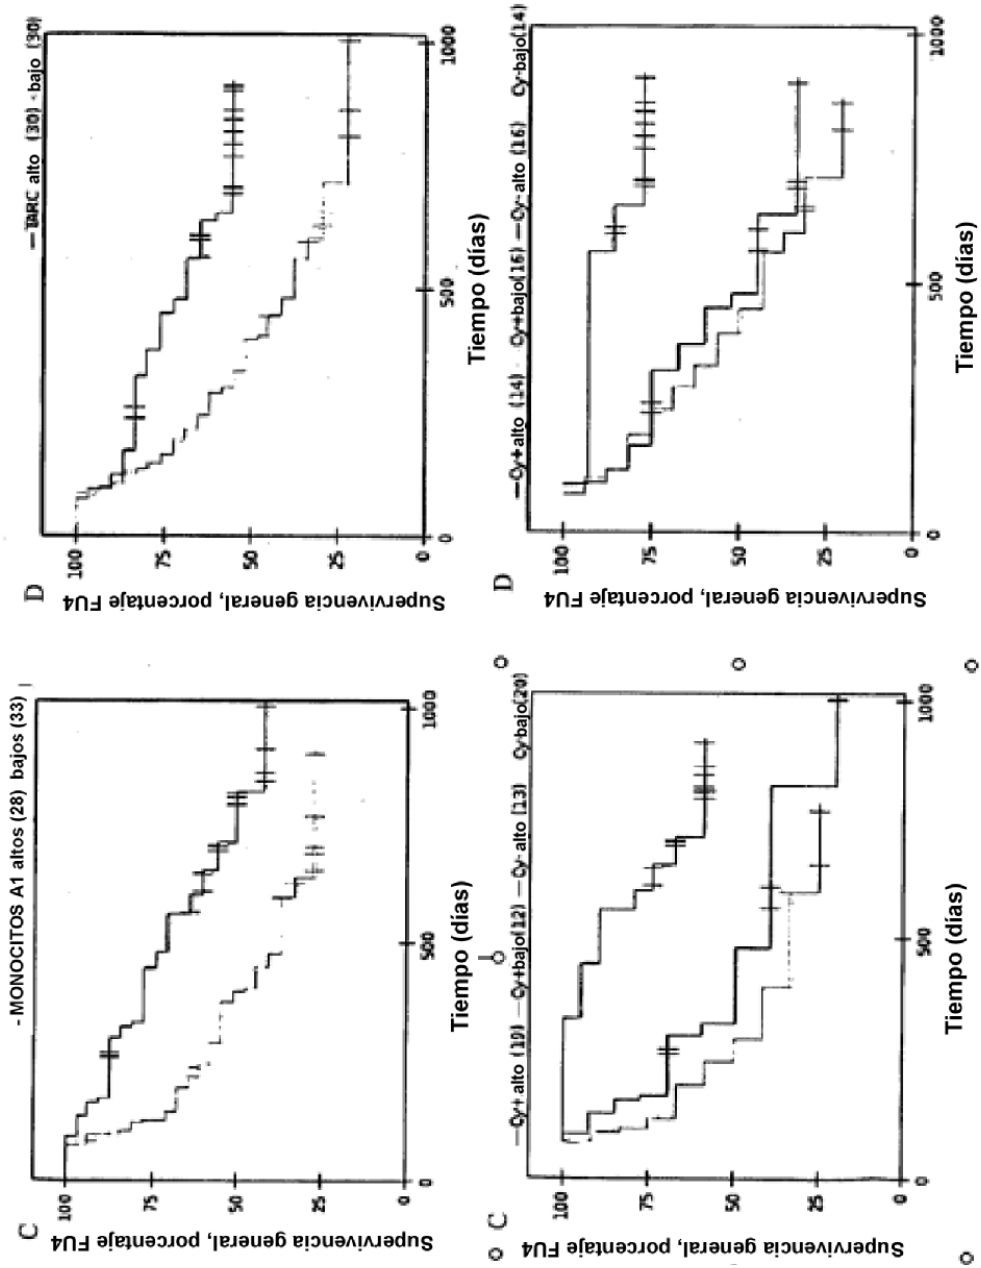 C
- MONOCITOS A1 altos (28) bajos (33)
Supervivencia general, porcentaje FU4
100
75
50
25
0
0
500
1000
Tiempo (días)
D
— TARC alto (30) - bajo (30)
Supervivencia general, porcentaje FU4
100
75
50
25
0
0
500
1000
Tiempo (días)
C
—Cy+ alto (19) —Cy+bajo(12) —Cy- alto (13) Cy-bajo(20)
Supervivencia general, porcentaje FU4
100
75
50
25
0
0
500
1000
Tiempo (días)
D
—Cy+alto (14) Cy+bajo(16) —Cy-alto (16) Cy-bajo(14)
Supervivencia general, porcentaje FU4
100
75
50
25
0
0
500
1000
Tiempo (días)